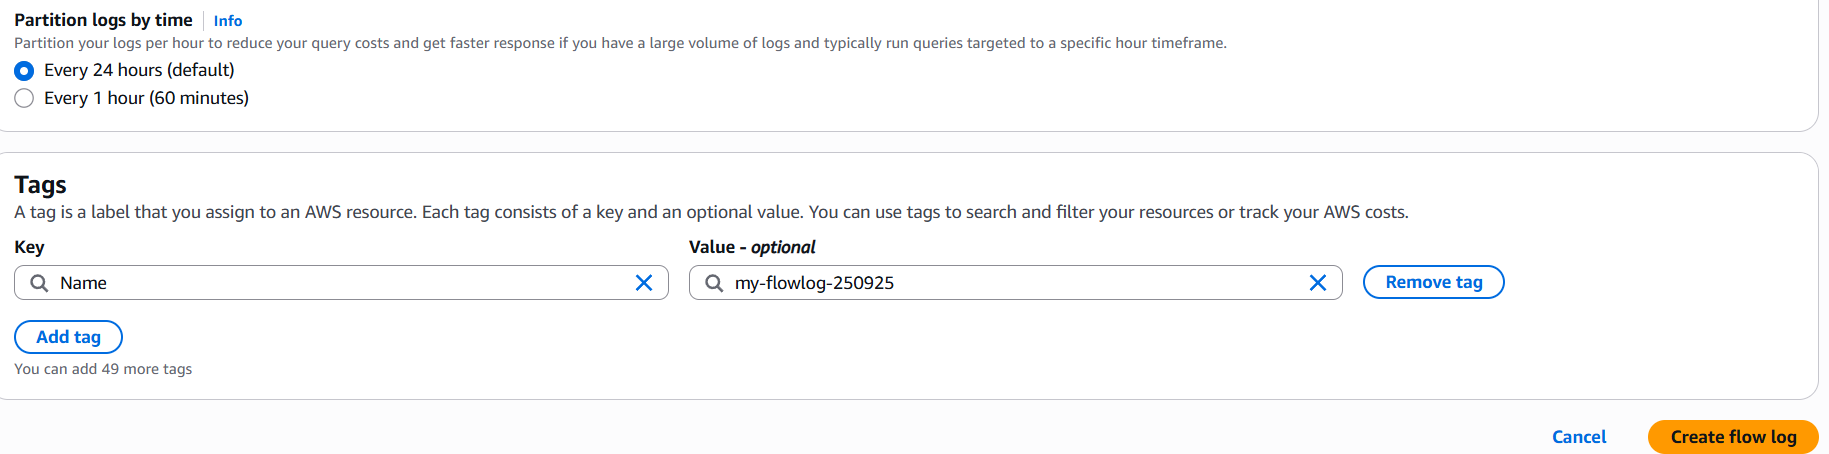 Partition logs by time Info
Partition your logs per hour to reduce your query costs and get faster response if you have a large volume of logs and typically run queries targeted to a specific hour timeframe.
Every 24 hours (default)
Every 1 hour (60 minutes)
Tags
A tag is a label that you assign to an AWS resource. Each tag consists of a key and an optional value. You can use tags to search and filter your resources or track your AWS costs.
Key Value - optional
Name my-flowlog-250925 Remove tag
Add tag
You can add 49 more tags
Cancel Create flow log